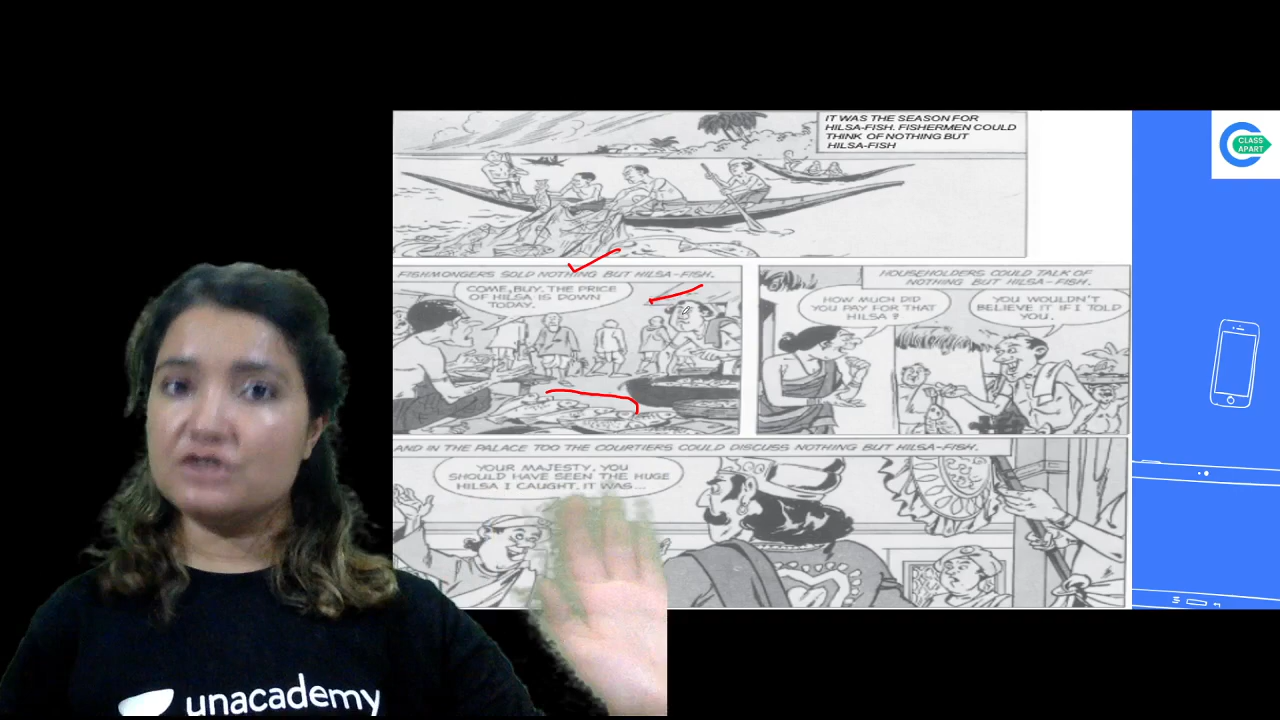 IT WAS THE SEASON FOR
HILSA-FISH. FISHERMEN COULD
THINK OF NOTHING BUT
HILSA-FISH
FISHMONGERS SOLD NOTHING BUT HILSA-FISH.
COME, BUY. THE PRICE
OF HILSA IS DOWN
TODAY.
HOUSEHOLDERS COULD TALK OF
NOTHING BUT HILSA-FISH.
HOW MUCH DID
YOU PAY FOR THAT
HILSA?
YOU WOULDN'T
BELIEVE IT IF I TOLD
YOU.
AND IN THE PALACE TOO THE COURTIERS COULD DISCUSS NOTHING BUT HILSA-FISH.
YOUR MAJESTY, YOU
SHOULD HAVE SEEN THE HUGE
HILSA I CAUGHT. IT WAS...
CLASS
APART
unacademy